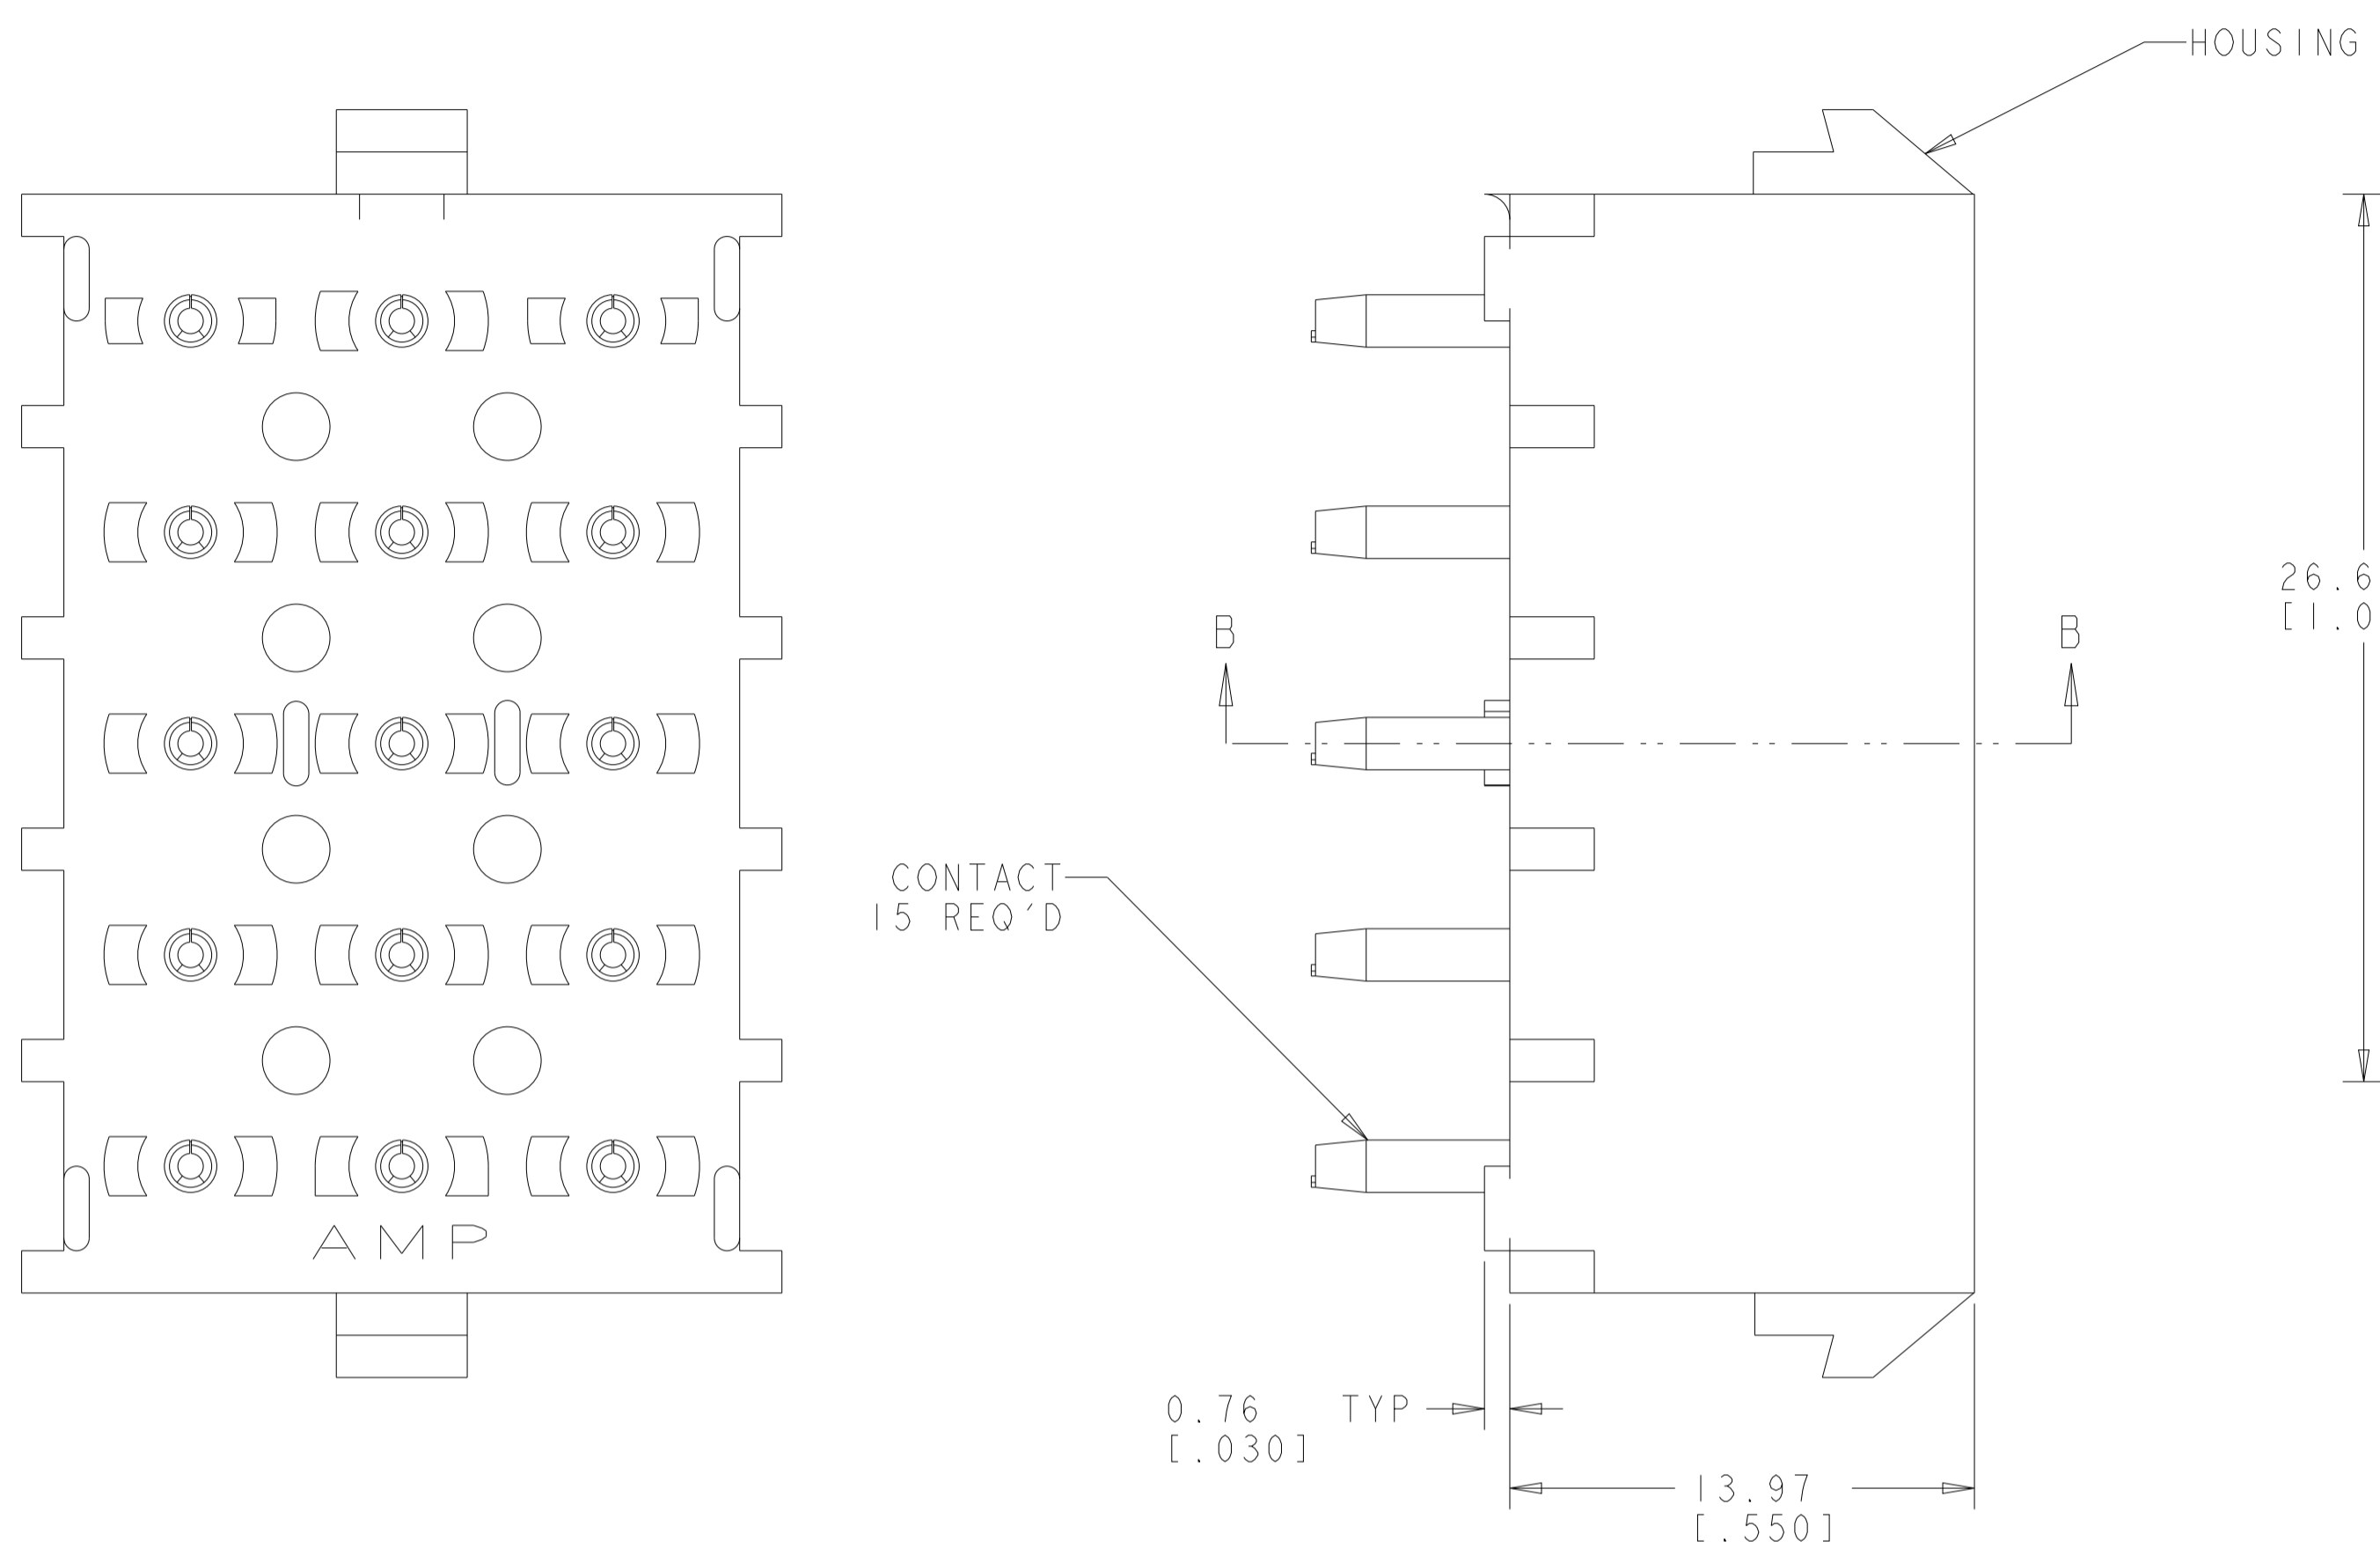 HOUSING
26.6
[1.0
B
B
CONTACT
15 REQ'D
AMP
0.76 TYP
[.030]
13.97
[.550]